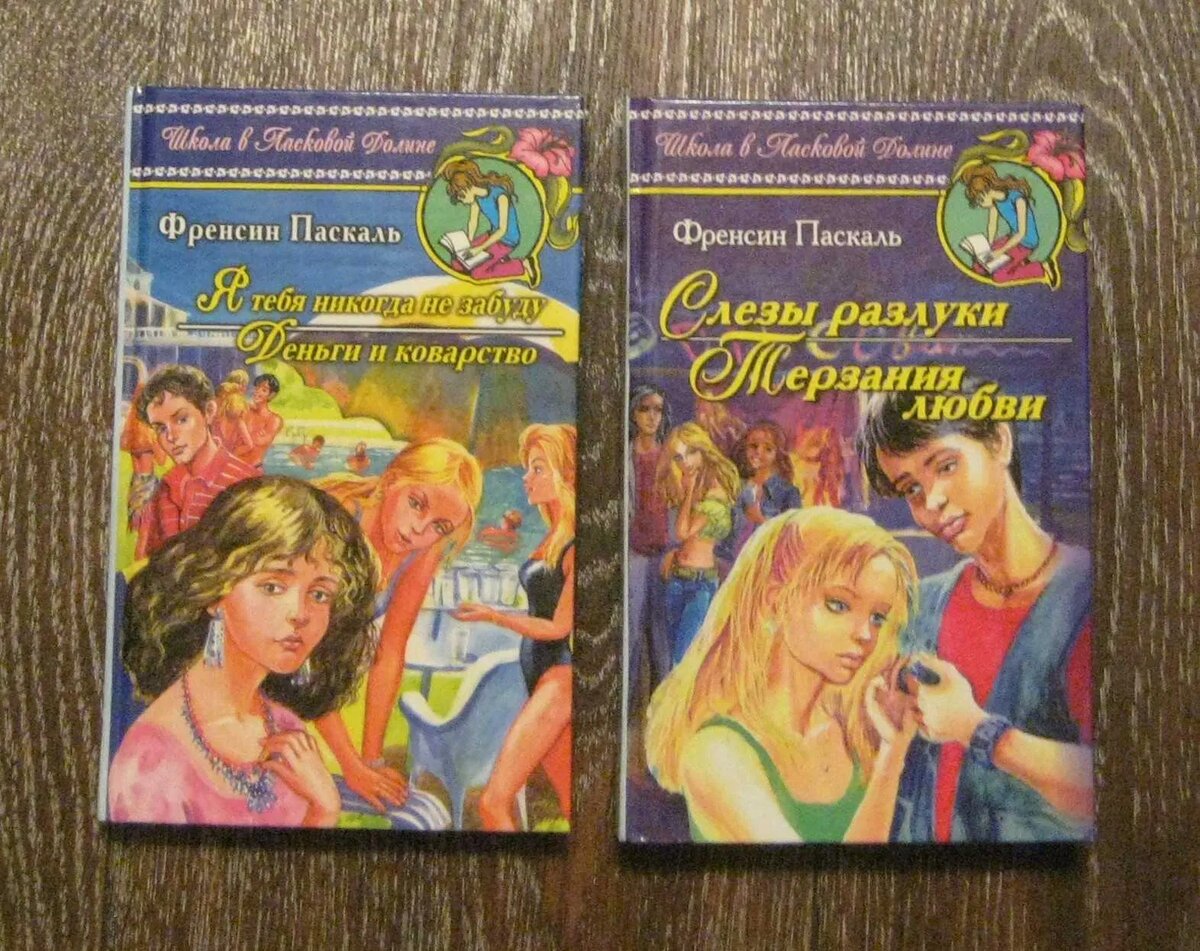 Школа в Ласковой Долине
Френсин Паскаль
Я тебя никогда не забуду
Деньги и коварство
Школа в Ласковой Долине
Френсин Паскаль
Слезы разлуки
Терзания
любви